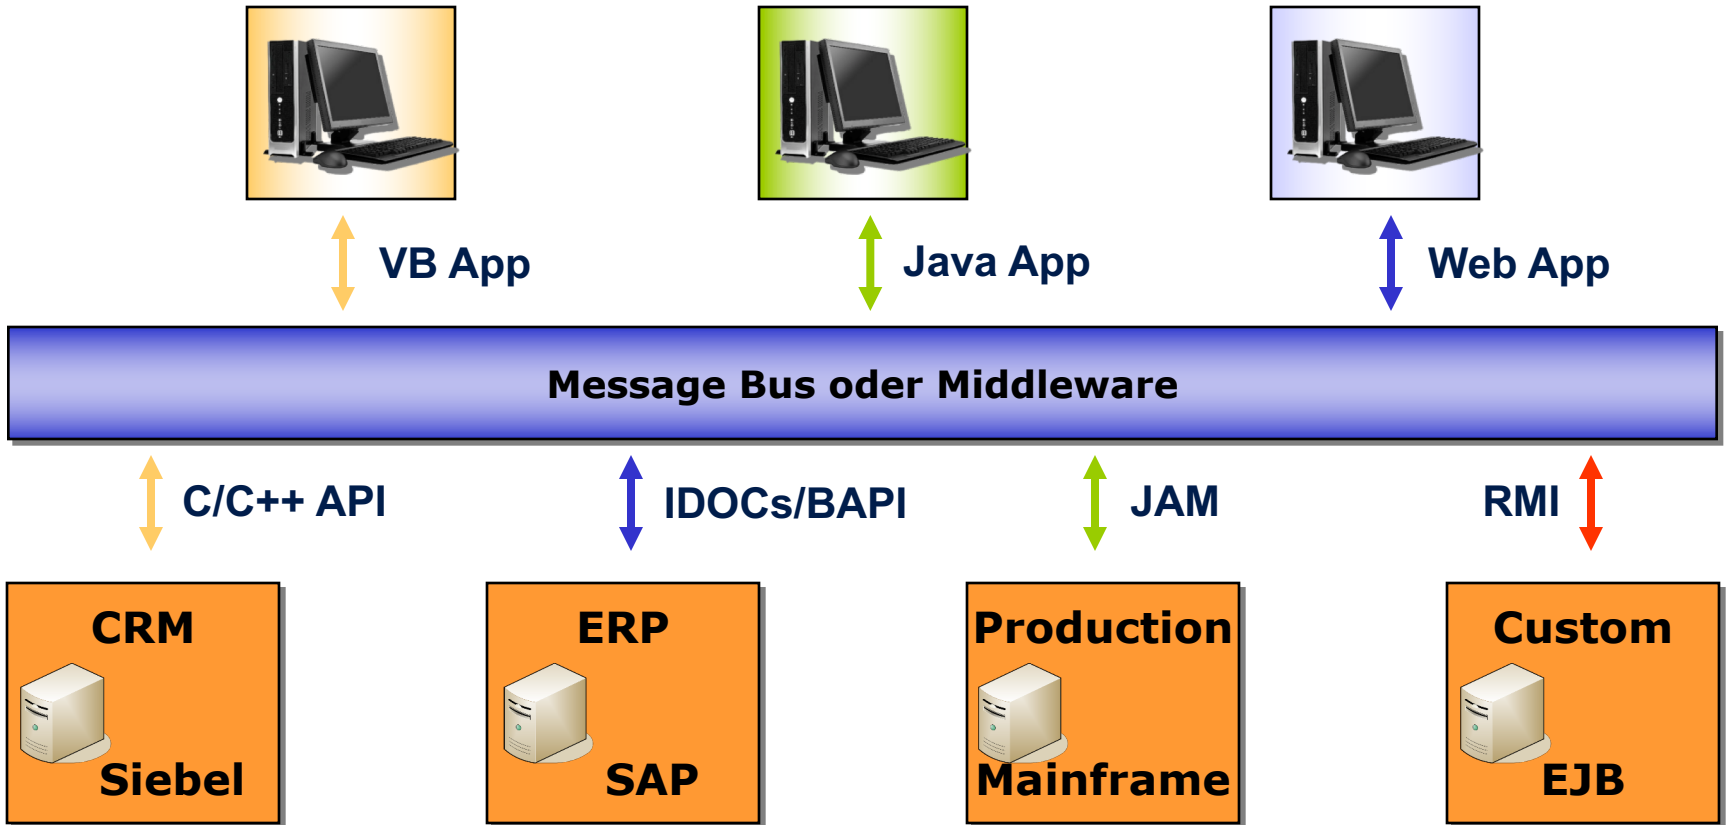 VB App
Java App
Web App
Message Bus oder Middleware
C/C++ API
IDOCs/BAPI
JAM
RMI
CRM
Siebel
ERP
SAP
Production
Mainframe
Custom
EJB